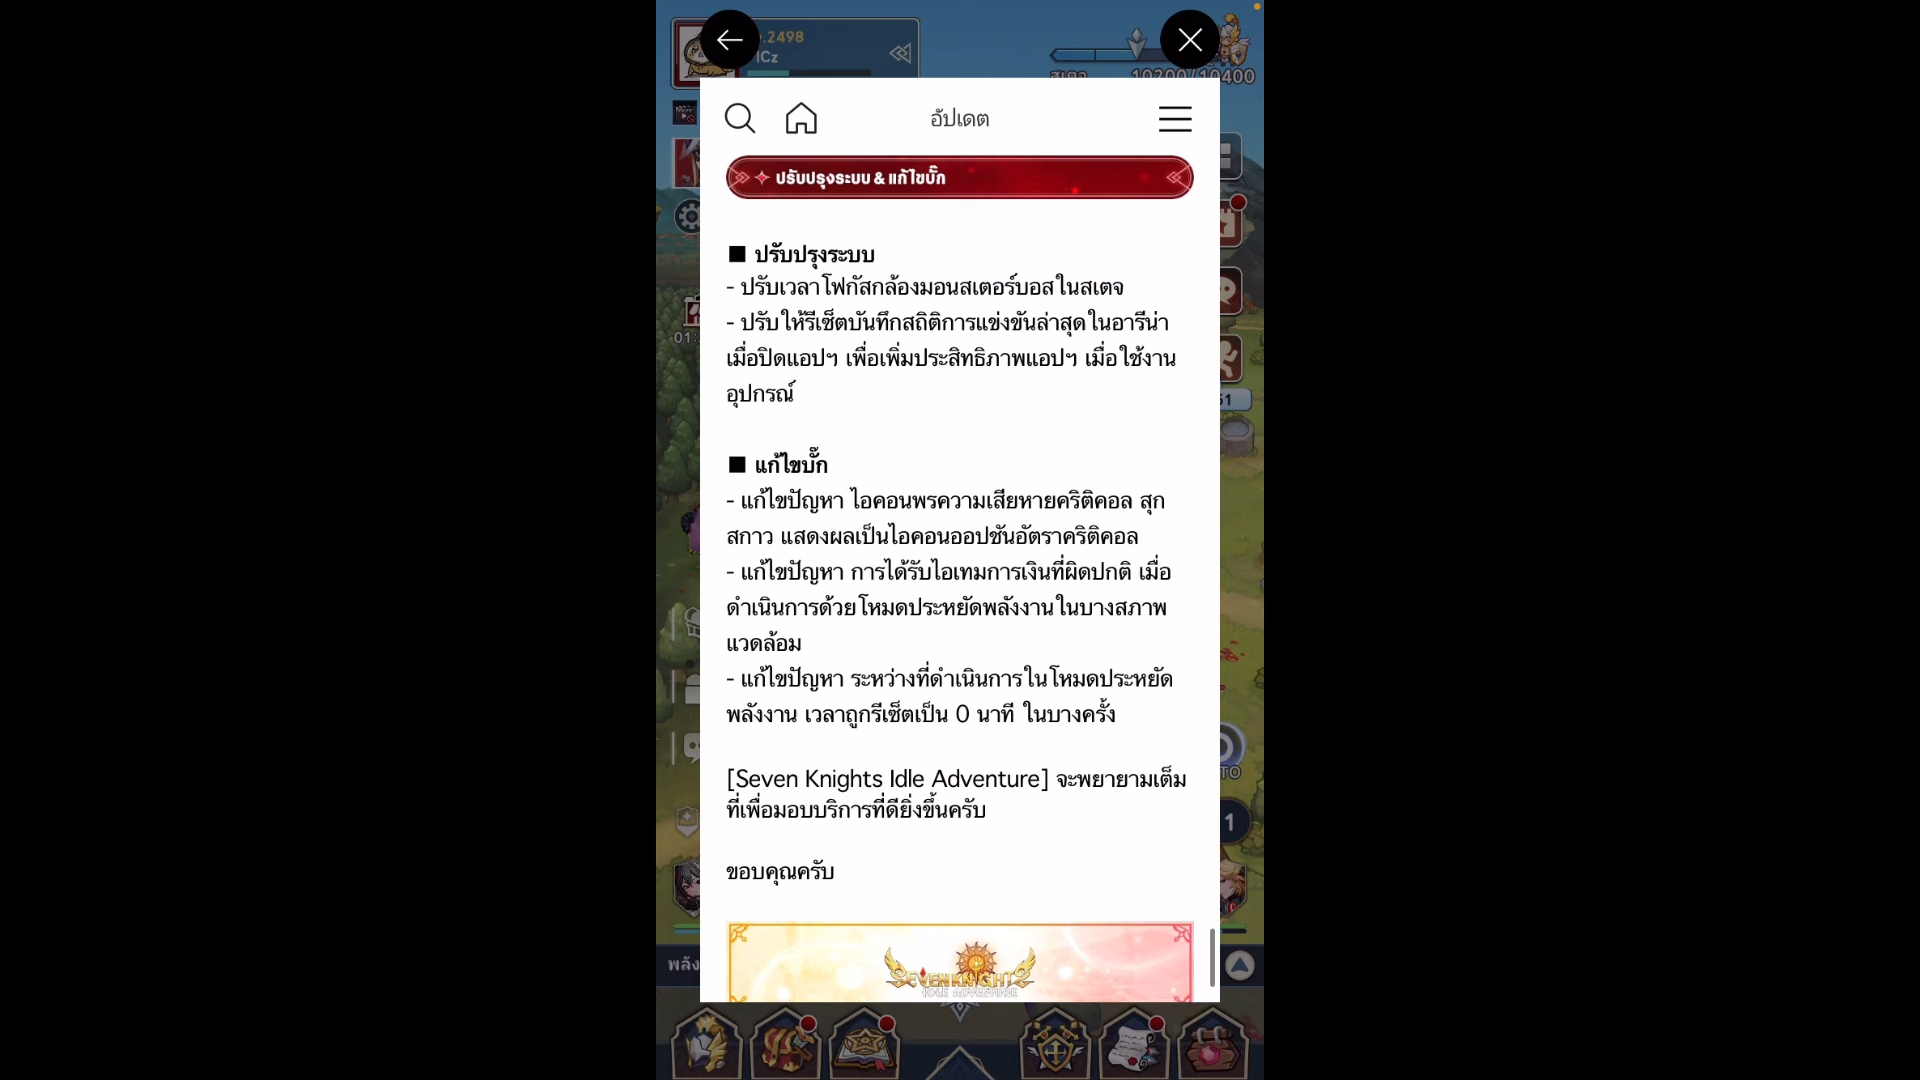 .2498
ICz
สเตจ 10200/10400
อัปเดต
ปรับปรุงระบบ & แก้ไขบั๊ก
■ ปรับปรุงระบบ
- ปรับเวลาโฟกัสกล้องมอนสเตอร์บอสในสเตจ
- ปรับให้รีเซ็ตบันทึกสถิติการแข่งขันล่าสุดในอารีน่า
เมื่อปิดแอปฯ เพื่อเพิ่มประสิทธิภาพแอปฯ เมื่อใช้งาน
อุปกรณ์
01:
51
■ แก้ไขบั๊ก
- แก้ไขปัญหา ไอคอนพรความเสียหายคริติคอล สุก
สกาว แสดงผลเป็นไอคอนออปชันอัตราคริติคอล
- แก้ไขปัญหา การได้รับไอเทมการเงินที่ผิดปกติ เมื่อ
ดำเนินการด้วยโหมดประหยัดพลังงานในบางสภาพ
แวดล้อม
- แก้ไขปัญหา ระหว่างที่ดำเนินการในโหมดประหยัด
พลังงาน เวลาถูกรีเซ็ตเป็น 0 นาที ในบางครั้ง
TO
[Seven Knights Idle Adventure] จะพยายามเต็ม
ที่เพื่อมอบบริการที่ดียิ่งขึ้นครับ
1
ขอบคุณครับ
พลัง
SEVEN KNIGHTS
IDLE ADVENTURE